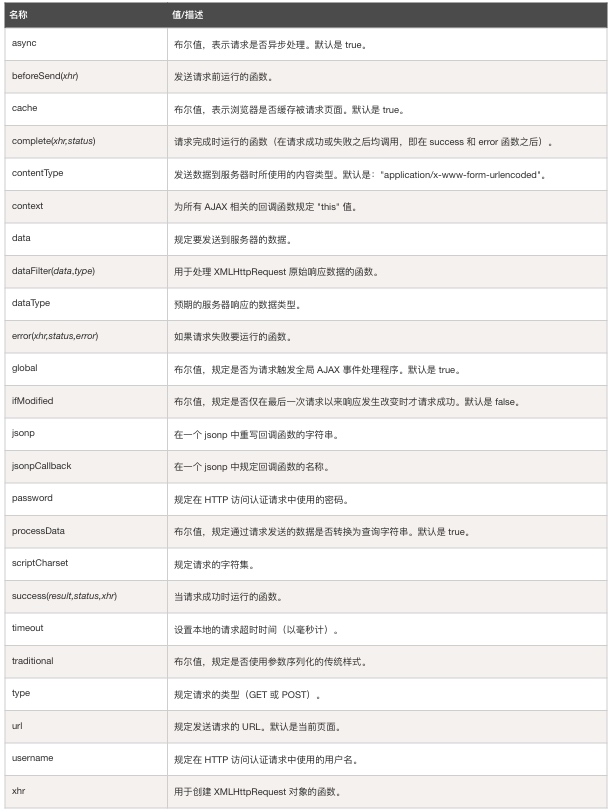 名称 值/描述
async 布尔值，表示请求是否异步处理。默认是 true。
beforeSend(xhr) 发送请求前运行的函数。
cache 布尔值，表示浏览器是否缓存被请求页面。默认是 true。
complete(xhr,status) 请求完成时运行的函数（在请求成功或失败之后均调用，即在 success 和 error 函数之后）。
contentType 发送数据到服务器时所使用的内容类型。默认是："application/x-www-form-urlencoded"。
context 为所有 AJAX 相关的回调函数规定 "this" 值。
data 规定要发送到服务器的数据。
dataFilter(data,type) 用于处理 XMLHttpRequest 原始响应数据的函数。
dataType 预期的服务器响应的数据类型。
error(xhr,status,error) 如果请求失败要运行的函数。
global 布尔值，规定是否为请求触发全局 AJAX 事件处理程序。默认是 true。
ifModified 布尔值，规定是否仅在最后一次请求以来响应发生改变时才请求成功。默认是 false。
jsonp 在一个 jsonp 中重写回调函数的字符串。
jsonpCallback 在一个 jsonp 中规定回调函数的名称。
password 规定在 HTTP 访问认证请求中使用的密码。
processData 布尔值，规定通过请求发送的数据是否转换为查询字符串。默认是 true。
scriptCharset 规定请求的字符集。
success(result,status,xhr) 当请求成功时运行的函数。
timeout 设置本地的请求超时时间（以毫秒计）。
traditional 布尔值，规定是否使用参数序列化的传统样式。
type 规定请求的类型（GET 或 POST）。
url 规定发送请求的 URL。默认是当前页面。
username 规定在 HTTP 访问认证请求中使用的用户名。
xhr 用于创建 XMLHttpRequest 对象的函数。